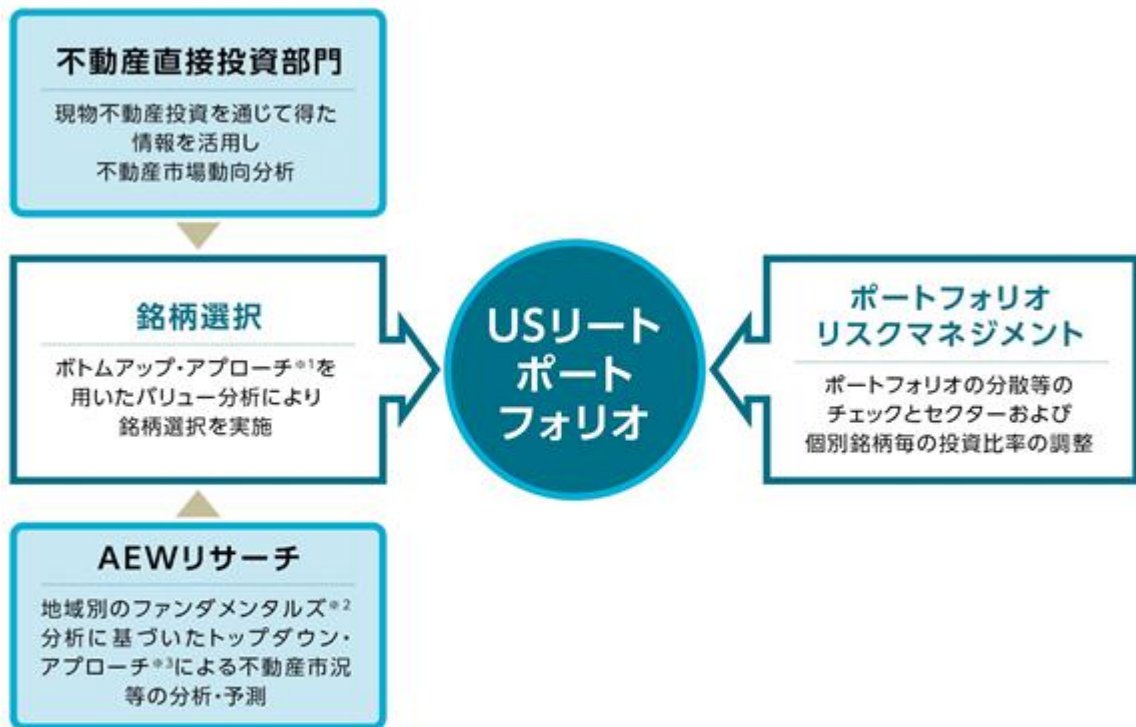 不動産直接投資部門
現物不動産投資を通じて得た
情報を活用し
不動産市場動向分析
銘柄選択
ボトムアップ・アプローチ※1を
用いたバリュー分析により
銘柄選択を実施
AEWリサーチ
地域別のファンダメンタルズ※2
分析に基づいたトップダウン・
アプローチ※3による不動産市況
等の分析・予測
USリート
ポート
フォリオ
ポートフォリオ
リスクマネジメント
ポートフォリオの分散等の
チェックとセクターおよび
個別銘柄毎の投資比率の調整